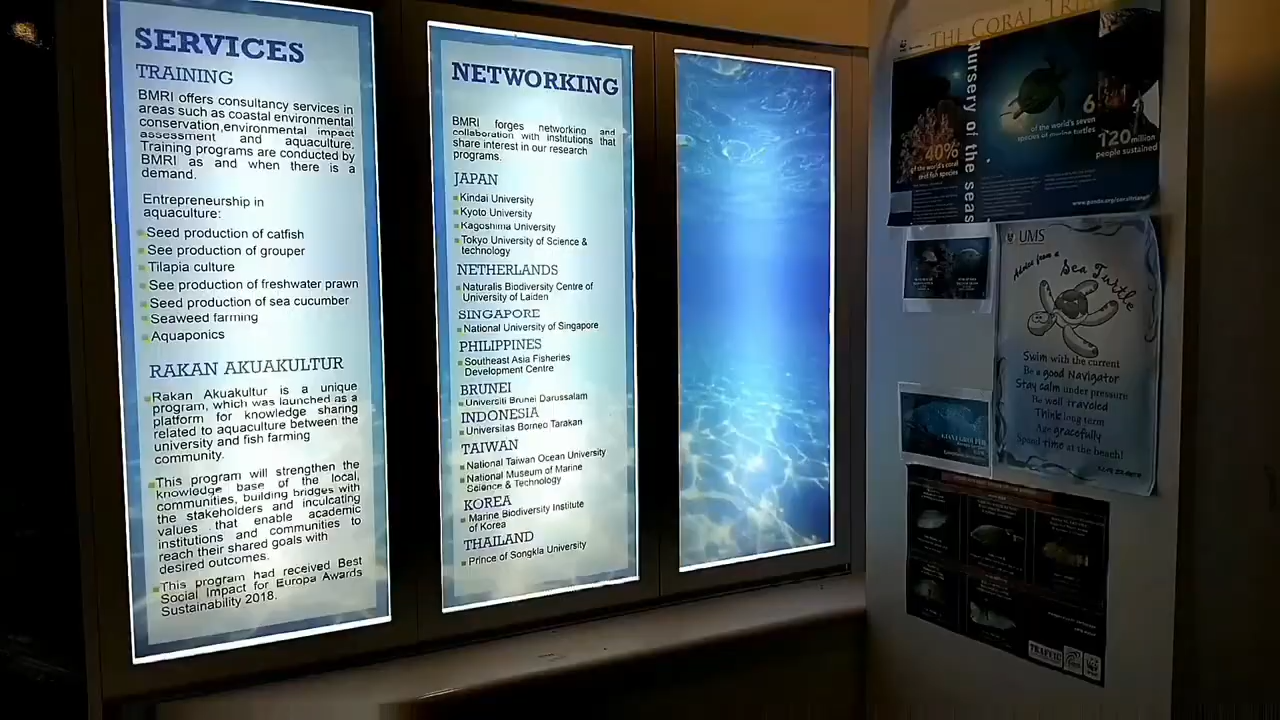 SERVICES
TRAINING
BMRI offers consultancy services in
areas such as coastal environmental
conservation,environmental impact
assessment and aquaculture.
Training programs are conducted by
BMRI as and when there is a
demand.
Entrepreneurship in
aquaculture:
Seed production of catfish
See production of grouper
Tilapia culture
See production of freshwater prawn
Seed production of sea cucumber
Seaweed farming
Aquaponics
RAKAN AKUAKULTUR
Rakan Akuakultur is a unique
program, which was launched as a
platform for knowledge sharing
related to aquaculture between the
university and fish farming
community.
This program will strengthen the
knowledge base of the local,
communities, building bridges with
the stakeholders and inculcating
values that enable academic
institutions and communities to
reach their shared goals with
desired outcomes.
This program had received Best
Social Impact for Europa Awards
Sustainability 2018.
NETWORKING
BMRI forges networking and
collaboration with institutions that
share interest in our research
programs.
JAPAN
Kindai University
Kyoto University
Kagoshima University
Tokyo University of Science &
technology
NETHERLANDS
Naturalis Biodiversity Centre of
University of Laiden
SINGAPORE
National University of Singapore
PHILIPPINES
Southeast Asia Fisheries
Development Centre
BRUNEI
Universiti Brunei Darussalam
INDONESIA
Universitas Borneo Tarakan
TAIWAN
National Taiwan Ocean University
National Museum of Marine
Science & Technology
KOREA
Marine Biodiversity Institute
of Korea
THAILAND
Prince of Songkla University
THE CORAL
Nursery of the seas
6
of the world's seven
species of marine turtles
40%
of the world's coral
reef fish species
120 million
people sustained
UMS
Advice from a
Sea Turtle
Swim with the current
Be a good Navigator
Stay calm under pressure
Be well traveled
Think long term
Age gracefully
Spend time at the beach!
GIANT GROUPER
TRAFFIC
WWF